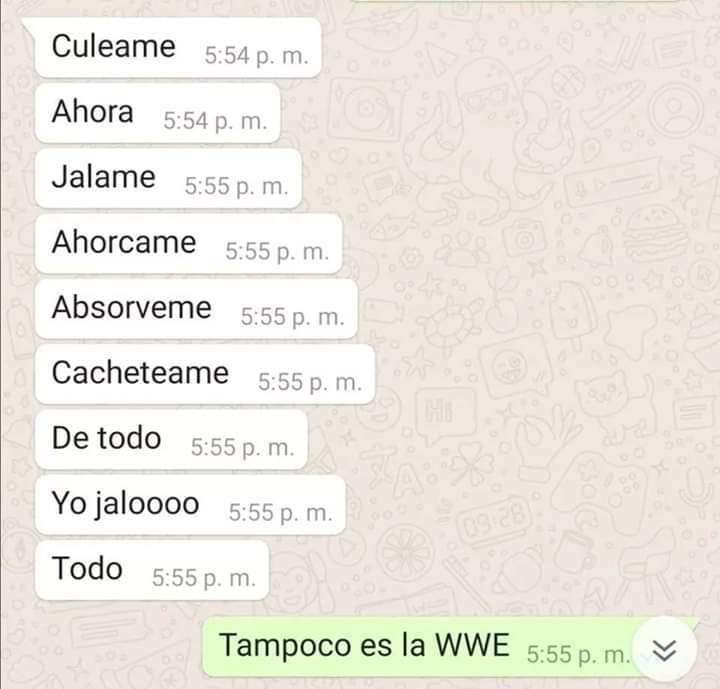 Culeame 5:54 p. m.
Ahora 5:54 p. m.
Jalame 5:55 p. m.
Ahorcame 5:55 p. m.
Absorveme 5:55 p. m.
Cacheteame 5:55 p. m.
De todo 5:55 p. m.
Yo jaloooo 5:55 p. m.
Todo 5:55 p. m.
Tampoco es la WWE 5:55 p. m.